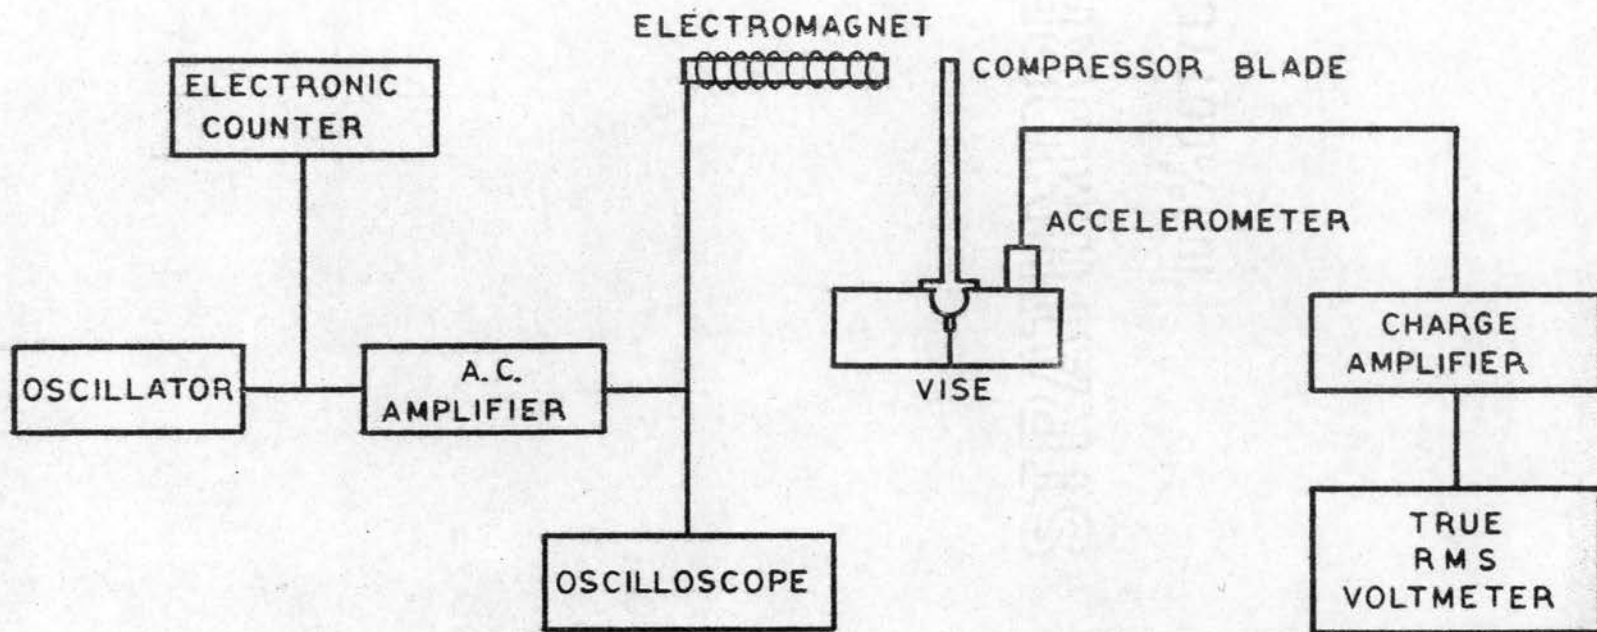 ELECTROMAGNET
ELECTRONIC
COUNTER
COMPRESSOR BLADE
ACCELEROMETER
OSCILLATOR
A.C.
AMPLIFIER
VISE
CHARGE
AMPLIFIER
OSCILLOSCOPE
TRUE
RMS
VOLTMETER